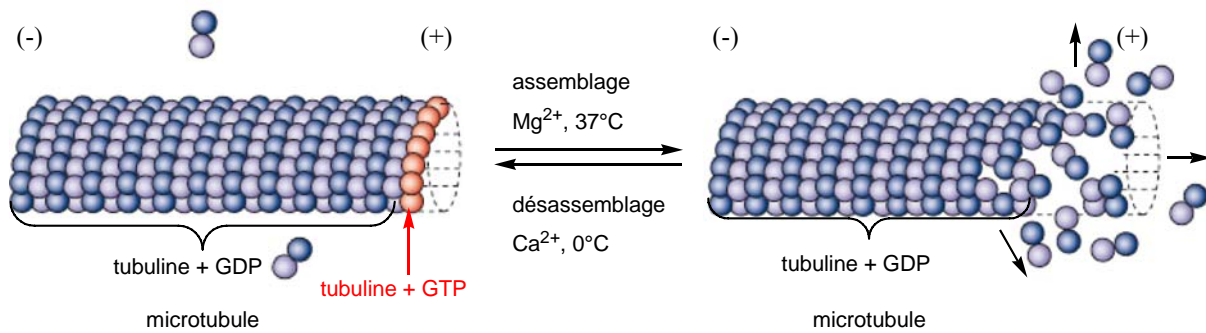 (-)
(+)
tubuline + GDP
tubuline + GTP
microtubule
assemblage
Mg2+, 37°C
désassemblage
Ca2+, 0°C
(-)
(+)
tubuline + GDP
microtubule